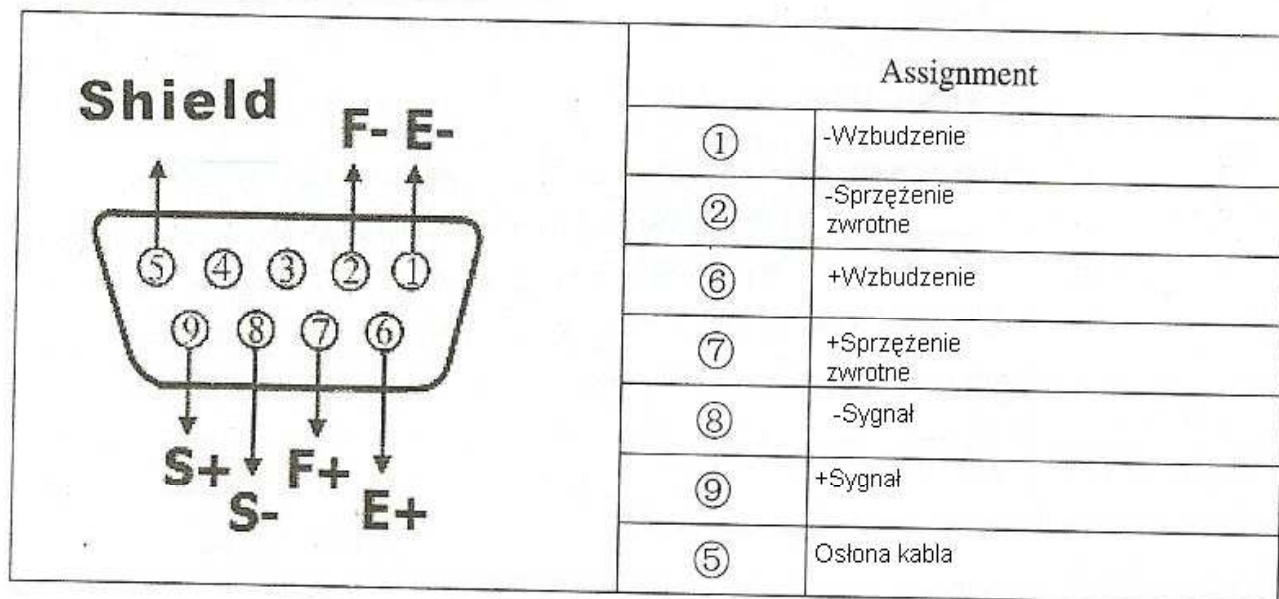 Shield
F- E-
⑤ ④ ③ ② ①
⑨ ⑧ ⑦ ⑥
S+ F+
S- E+
Assignment
① -Wzbudzenie
② -Sprzężenie
zwrotne
⑥ +Wzbudzenie
⑦ +Sprzężenie
zwrotne
⑧ -Sygnał
⑨ +Sygnał
⑤ Osłona kabla